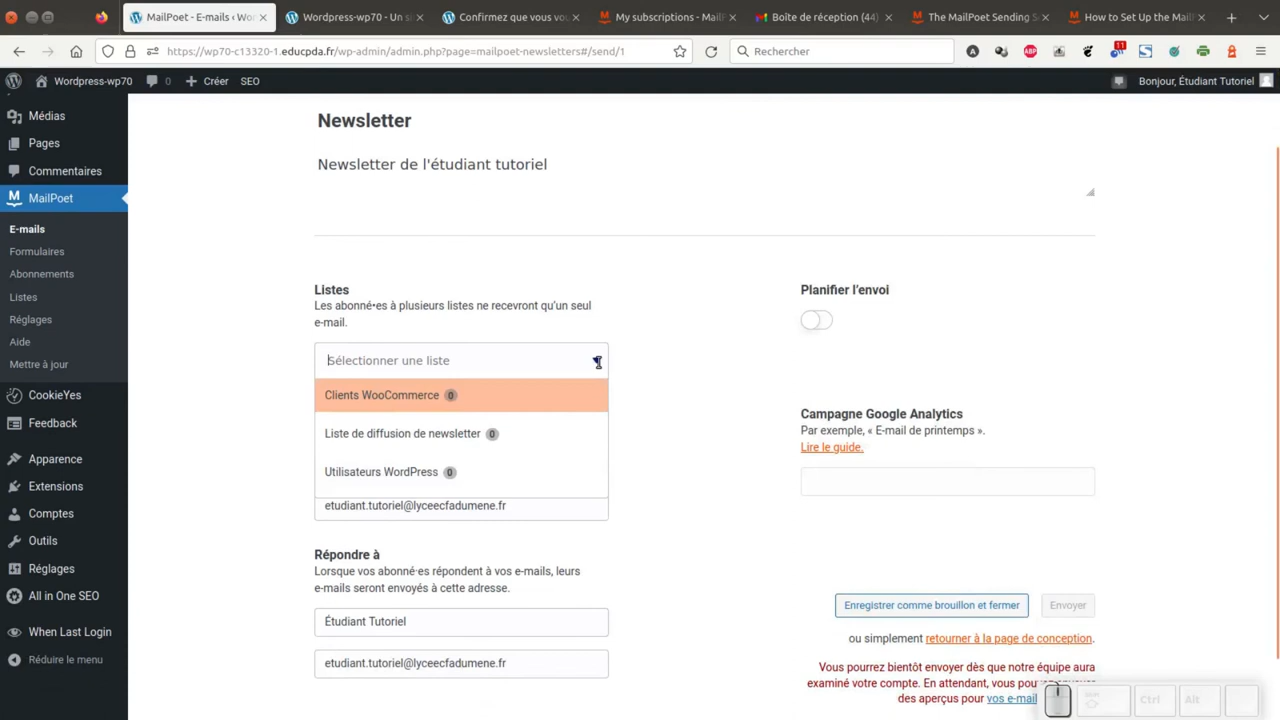 MailPoet - E-mails ‹ Wor
Wordpress-wp70 - Un s
Confirmez que vous vou
My subscriptions - MailP
Boîte de réception (44)
The MailPoet Sending S
How to Set Up the Mail
https://wp70-c13320-1.educpda.fr/wp-admin/admin.php?page=mailpoet-newsletters#/send/1
Rechercher
11
Wordpress-wp70
0
Créer
SEO
Bonjour, Étudiant Tutoriel
Médias
Pages
Commentaires
MailPoet
E-mails
Formulaires
Abonnements
Listes
Réglages
Aide
Mettre à jour
CookieYes
Feedback
Apparence
Extensions
Comptes
Outils
Réglages
All in One SEO
When Last Login
Réduire le menu
Newsletter
Newsletter de l'étudiant tutoriel
Listes
Les abonné•es à plusieurs listes ne recevront qu’un seul
e-mail.
Sélectionner une liste
Clients WooCommerce 0
Liste de diffusion de newsletter 0
Utilisateurs WordPress 0
etudiant.tutoriel@lyceecfadumene.fr
Répondre à
Lorsque vos abonné·es répondent à vos e-mails, leurs
e-mails seront envoyés à cette adresse.
Étudiant Tutoriel
etudiant.tutoriel@lyceecfadumene.fr
Planifier l’envoi
Campagne Google Analytics
Par exemple, « E-mail de printemps ».
Lire le guide.
Enregistrer comme brouillon et fermer
Envoyer
ou simplement retourner à la page de conception.
Vous pourrez bientôt envoyer dès que notre équipe aura
examiné votre compte. En attendant, vous
des aperçus pour vos e-mail
Ctrl
Alt